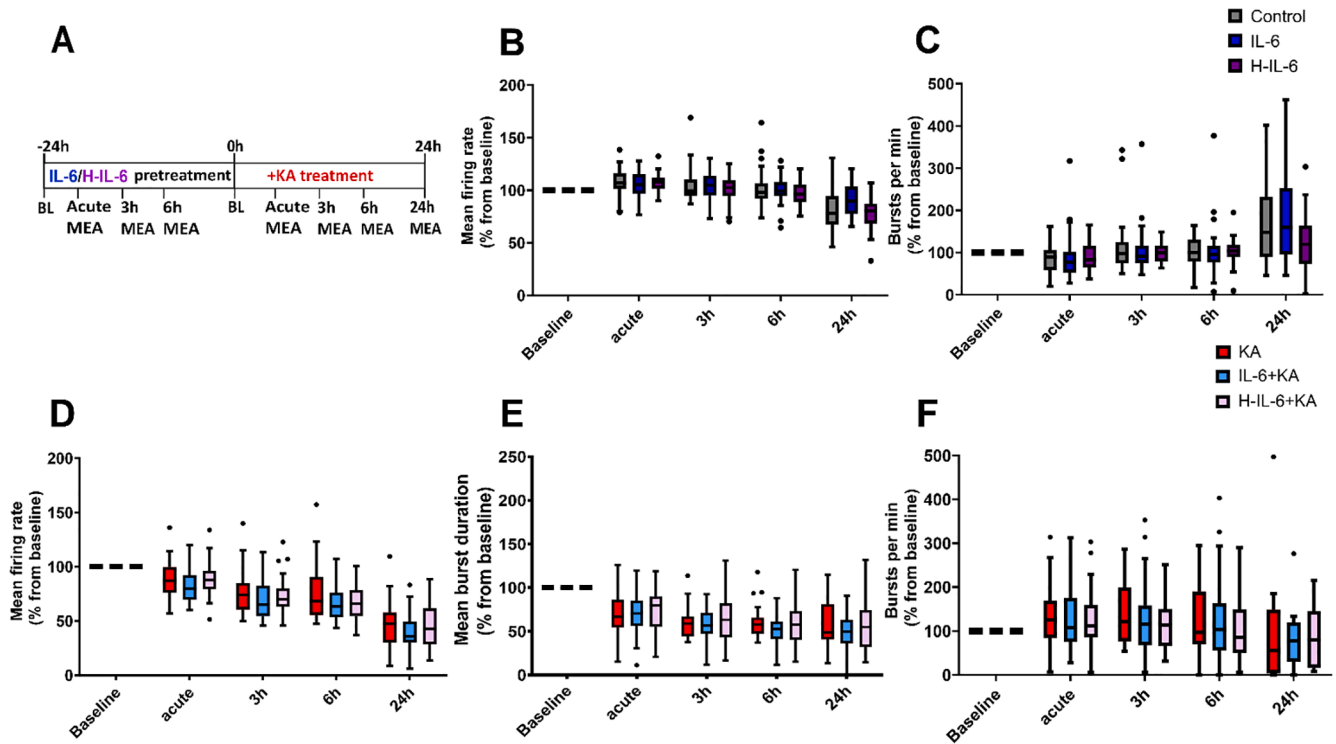 A
-24h 0h 24h
IL-6/H-IL-6 pretreatment +KA treatment
BL Acute 3h 6h BL Acute 3h 6h 24h
MEA MEA MEA MEA MEA MEA MEA
B
Mean firing rate
(% from baseline)
200
150
100
50
0
Baseline acute 3h 6h 24h
C
Control
IL-6
H-IL-6
Bursts per min
(% from baseline)
500
400
300
200
100
0
Baseline acute 3h 6h 24h
KA
IL-6+KA
H-IL-6+KA
D
Mean firing rate
(% from baseline)
200
150
100
50
0
Baseline acute 3h 6h 24h
E
Mean burst duration
(% from baseline)
250
200
150
100
50
0
Baseline acute 3h 6h 24h
F
Bursts per min
(% from baseline)
500
400
300
200
100
0
Baseline acute 3h 6h 24h